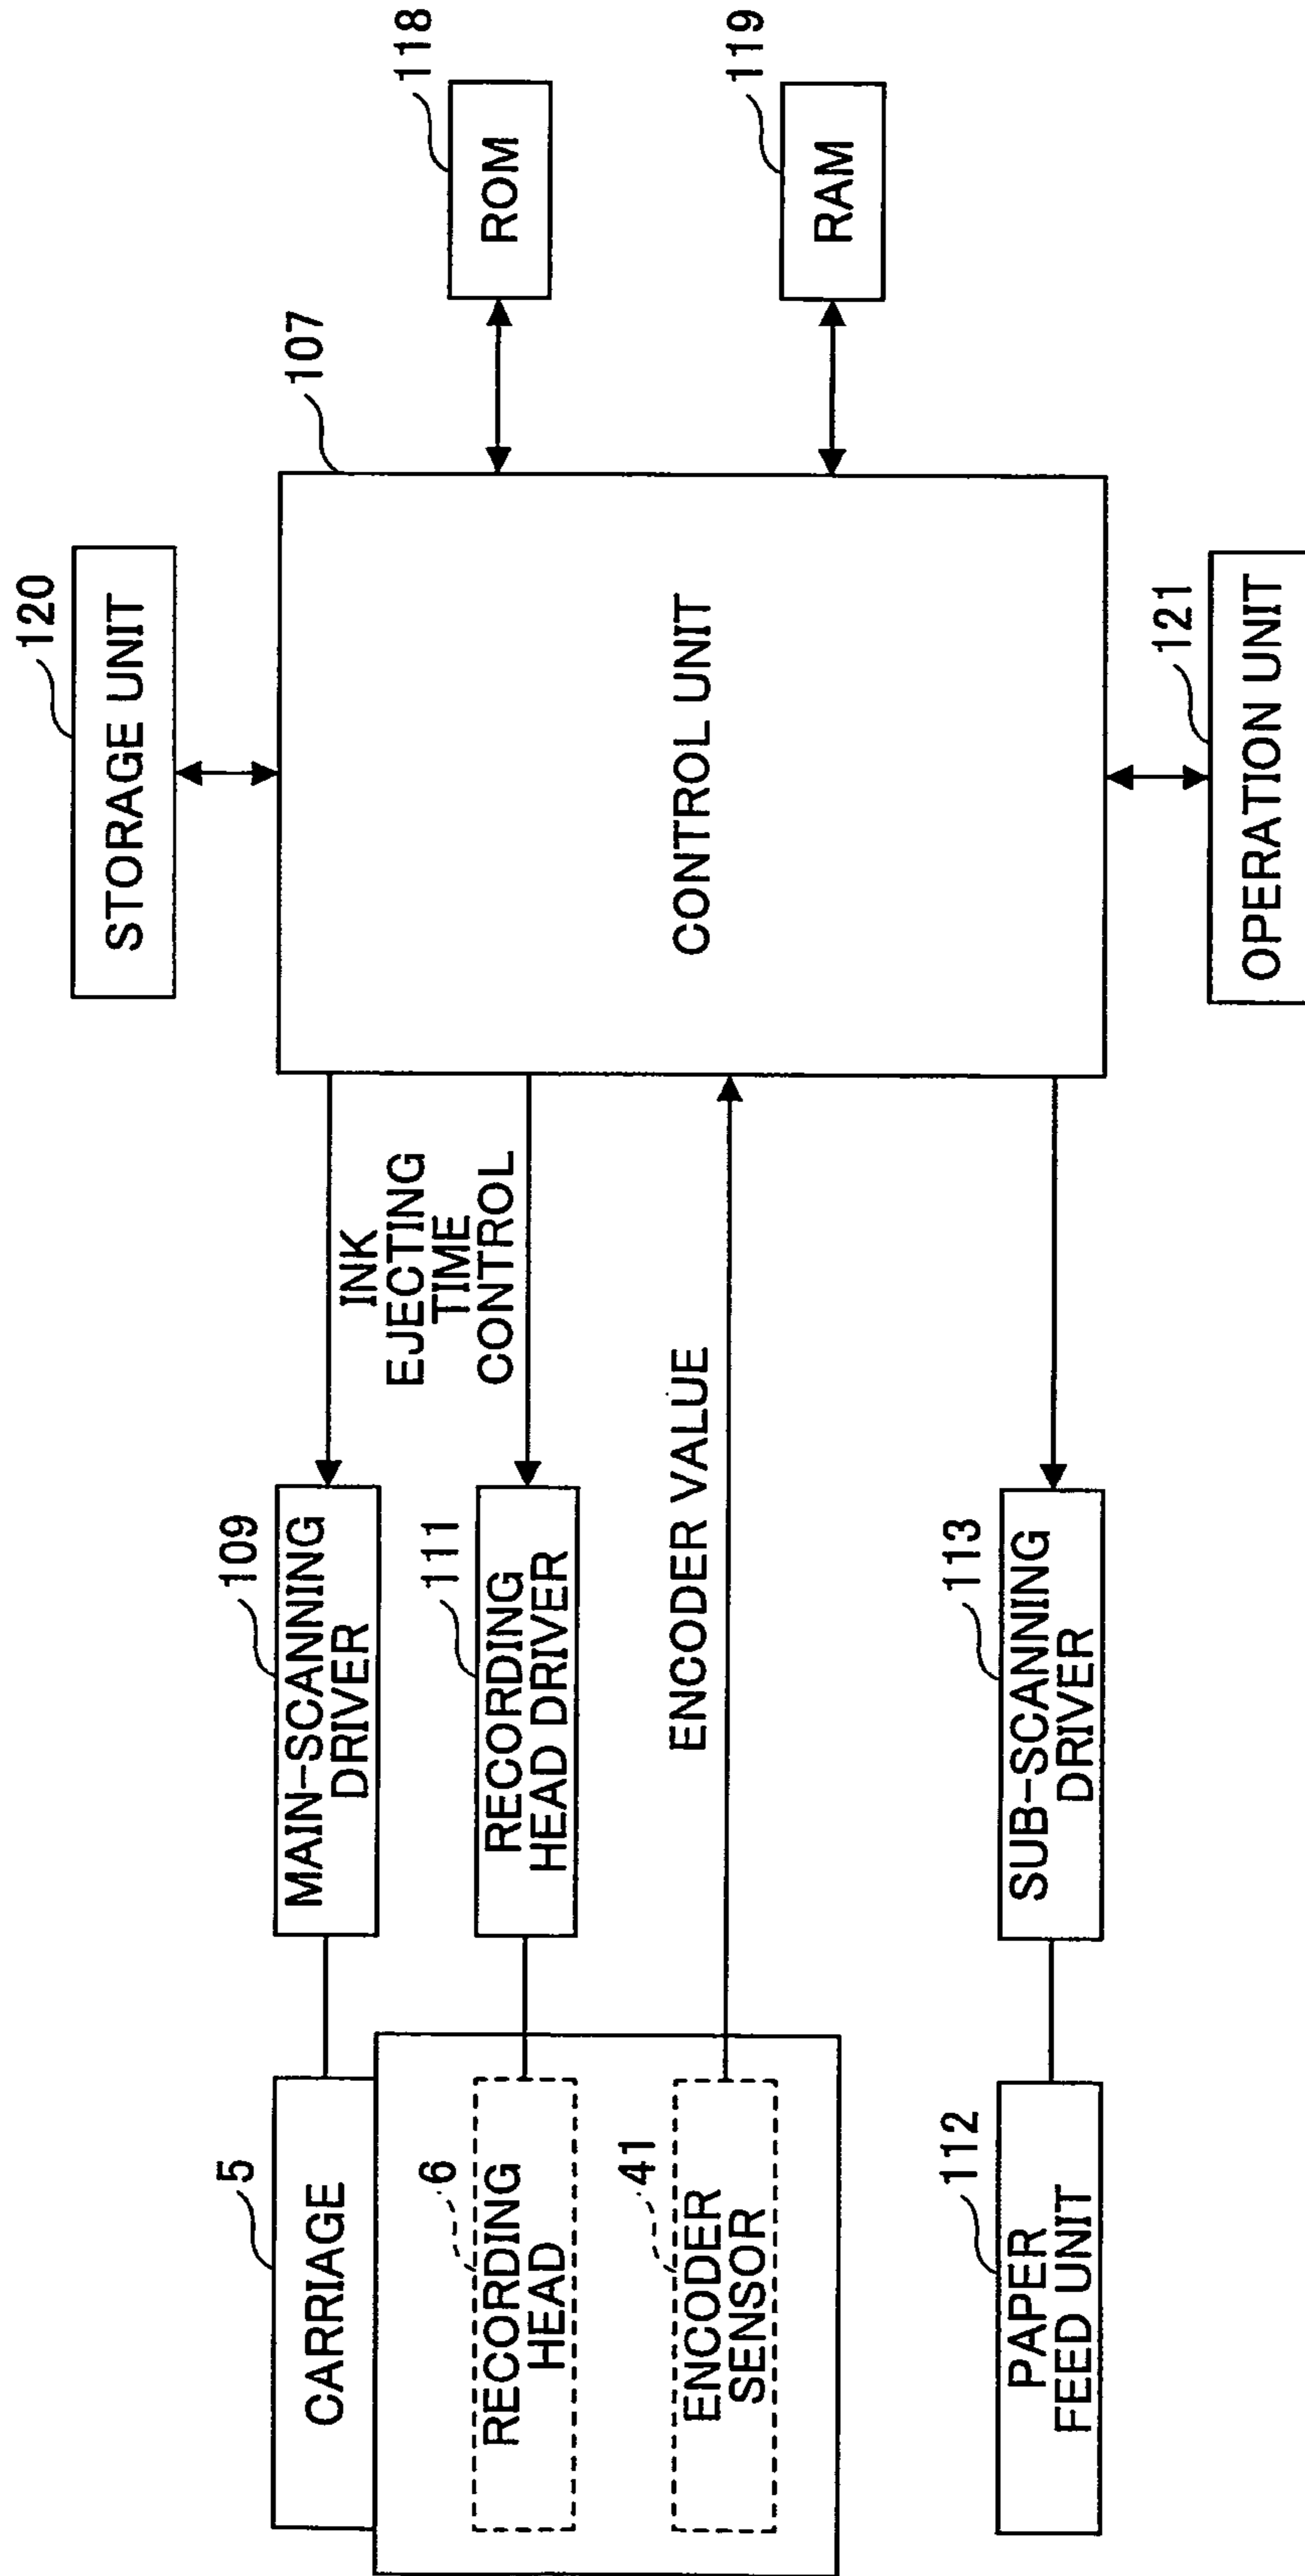 120
STORAGE UNIT
5
CARRIAGE
109
MAIN-SCANNING
DRIVER
107
INK
EJECTING
TIME
CONTROL
118
ROM
6
RECORDING
HEAD
111
RECORDING
HEAD DRIVER
CONTROL UNIT
41
ENCODER
SENSOR
ENCODER VALUE
119
RAM
112
PAPER
FEED UNIT
113
SUB-SCANNING
DRIVER
121
OPERATION UNIT